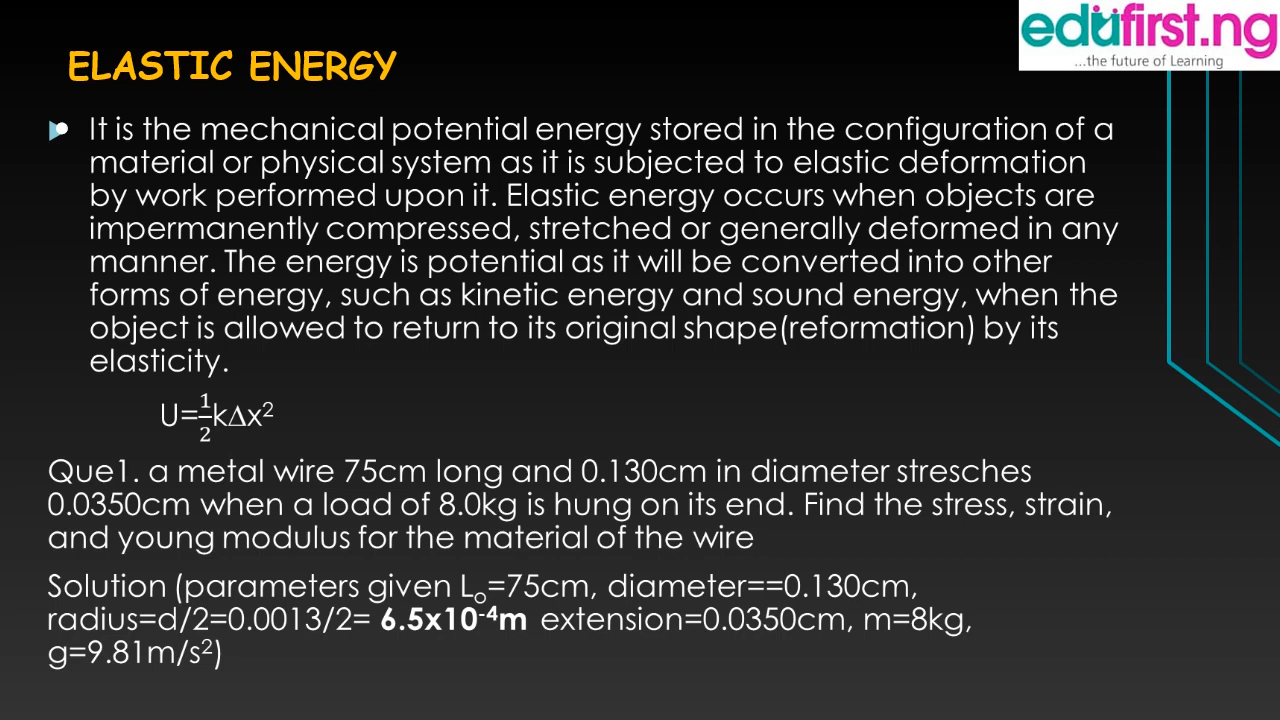 edufirst.ng
...the future of Learning
ELASTIC ENERGY
• It is the mechanical potential energy stored in the configuration of a
material or physical system as it is subjected to elastic deformation
by work performed upon it. Elastic energy occurs when objects are
impermanently compressed, stretched or generally deformed in any
manner. The energy is potential as it will be converted into other
forms of energy, such as kinetic energy and sound energy, when the
object is allowed to return to its original shape(reformation) by its
elasticity.
U=½k∆x²
Que1. a metal wire 75cm long and 0.130cm in diameter stresches
0.0350cm when a load of 8.0kg is hung on its end. Find the stress, strain,
and young modulus for the material of the wire
Solution (parameters given Lₒ=75cm, diameter==0.130cm,
radius=d/2=0.0013/2= 6.5x10⁻⁴m extension=0.0350cm, m=8kg,
g=9.81m/s²)